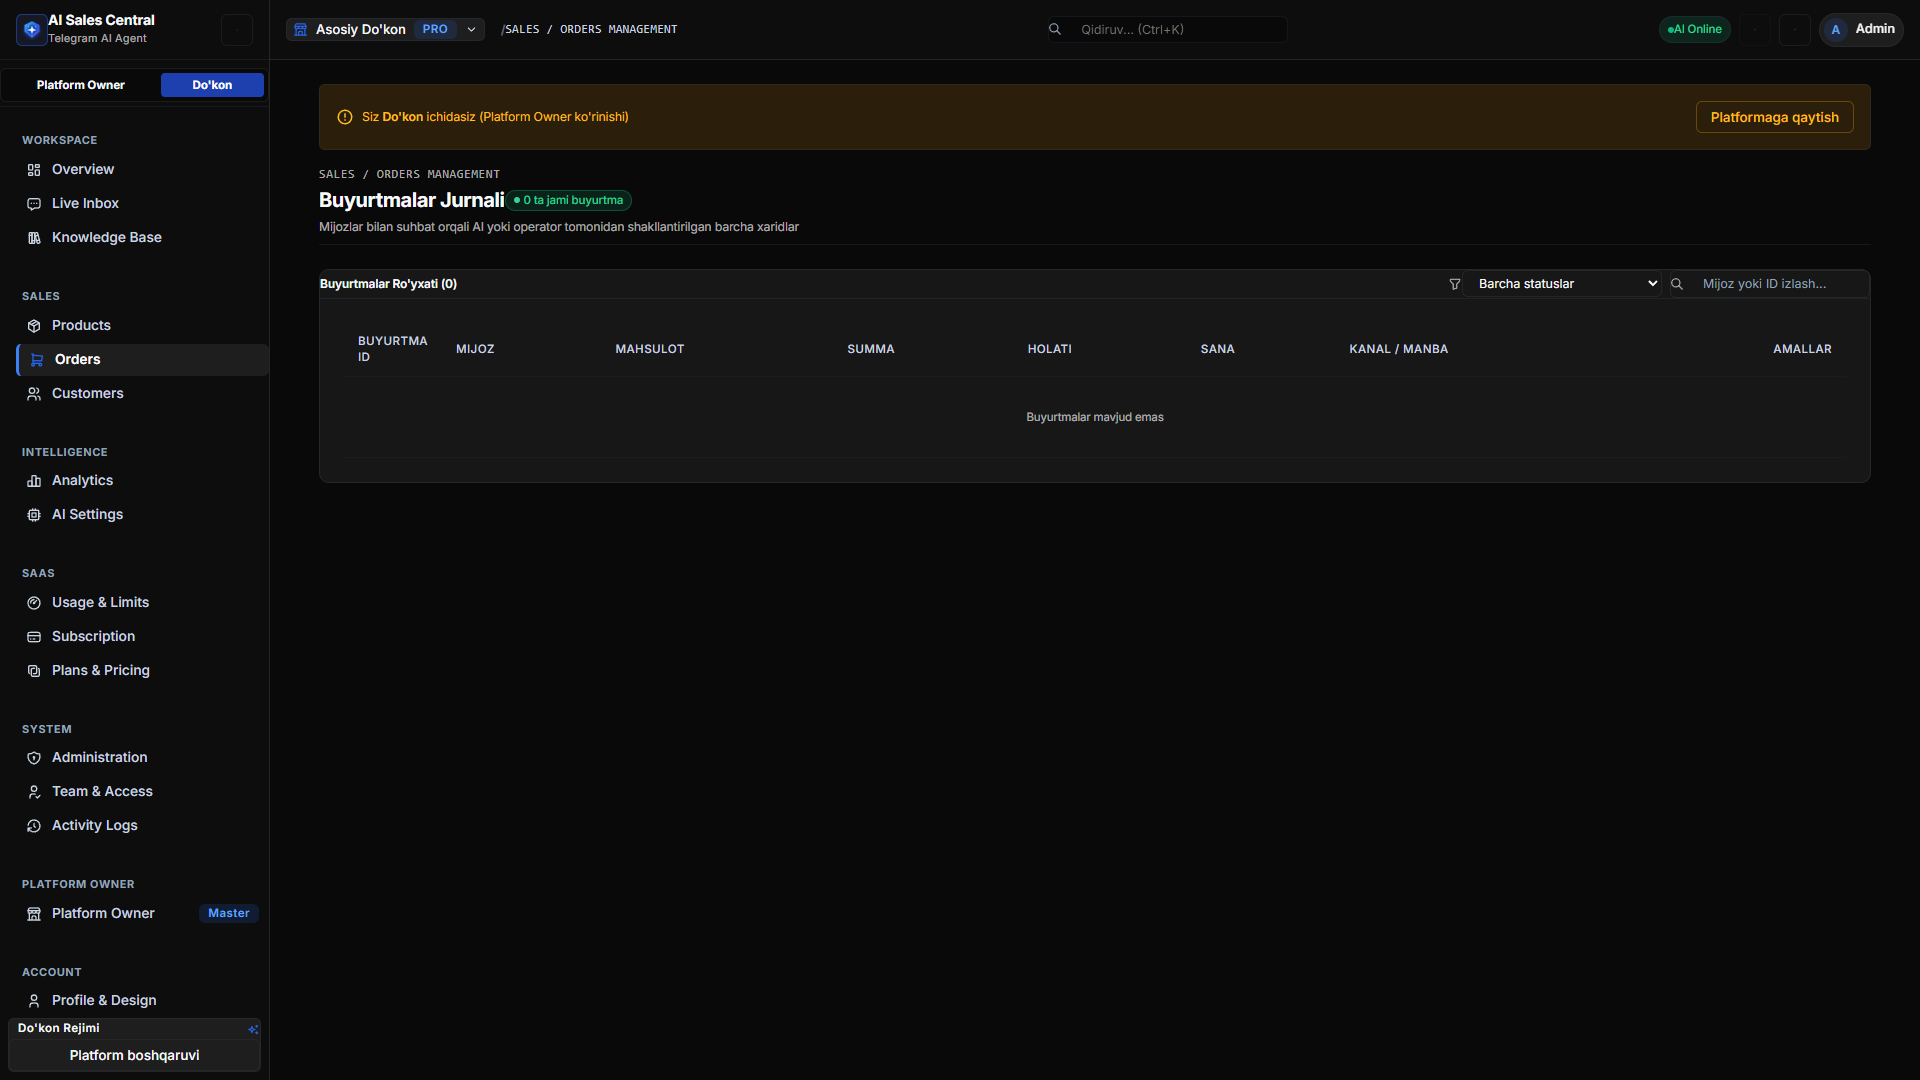 AI Sales Central
Telegram AI Agent
Platform Owner
Do'kon
WORKSPACE
Overview
Live Inbox
Knowledge Base
SALES
Products
Orders
Customers
INTELLIGENCE
Analytics
AI Settings
SAAS
Usage & Limits
Subscription
Plans & Pricing
SYSTEM
Administration
Team & Access
Activity Logs
PLATFORM OWNER
Platform Owner
Master
ACCOUNT
Profile & Design
Do'kon Rejimi
Platform boshqaruvi
Asosiy Do'kon PRO
/SALES / ORDERS MANAGEMENT
Qidiruv... (Ctrl+K)
AI Online
A Admin
Siz Do'kon ichidasiz (Platform Owner ko'rinishi)
Platformaga qaytish
SALES / ORDERS MANAGEMENT
Buyurtmalar Jurnali
0 ta jami buyurtma
Mijozlar bilan suhbat orqali AI yoki operator tomonidan shakllantirilgan barcha xaridlar
Buyurtmalar Ro'yxati (0)
Barcha statuslar
Mijoz yoki ID izlash...
BUYURTMA ID
MIJOZ
MAHSULOT
SUMMA
HOLATI
SANA
KANAL / MANBA
AMALLAR
Buyurtmalar mavjud emas